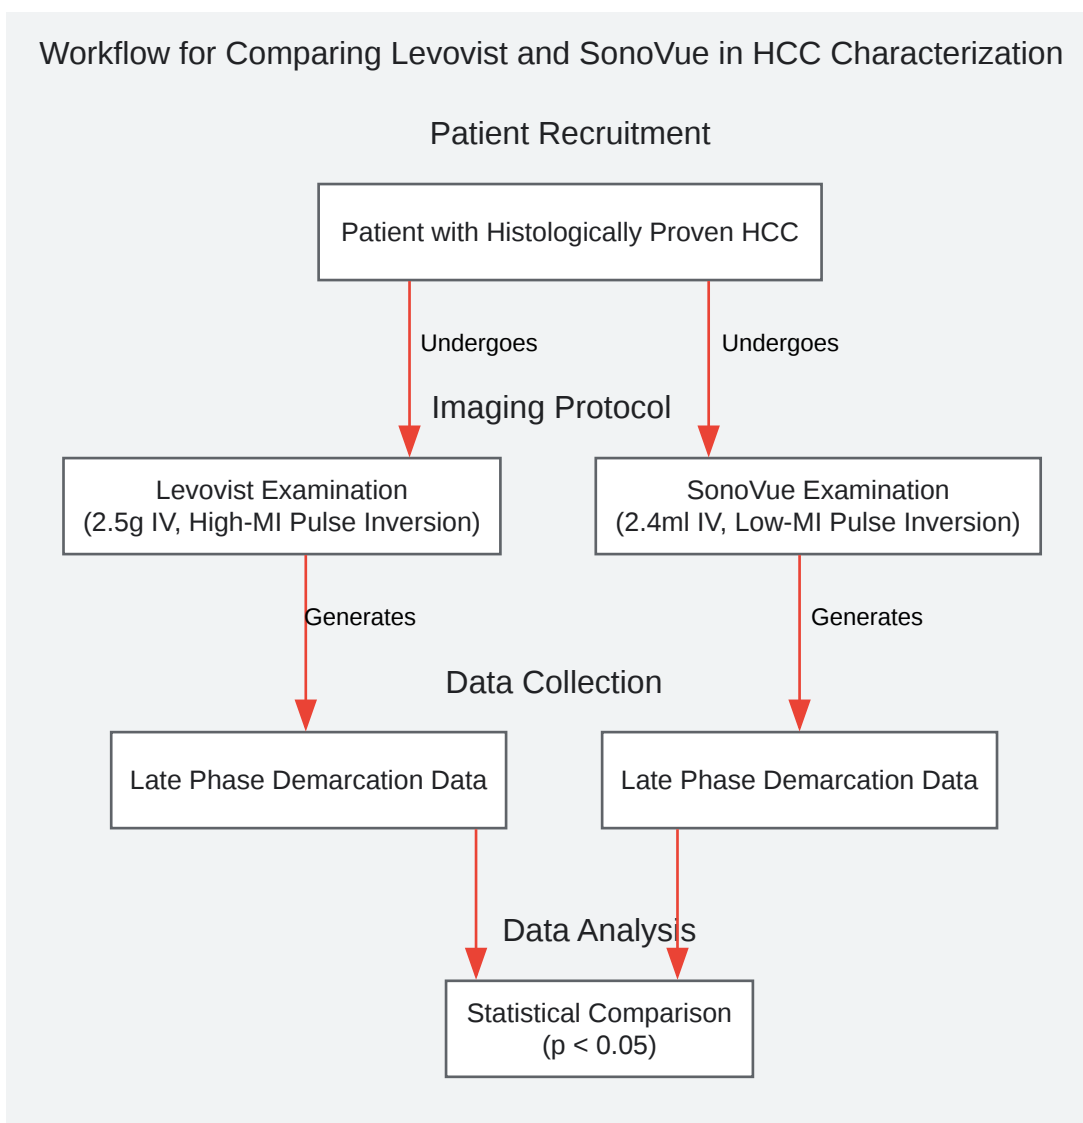 Workflow for Comparing Levovist and SonoVue in HCC Characterization
Patient Recruitment
Patient with Histologically Proven HCC
Undergoes
Undergoes
Imaging Protocol
Levovist Examination
(2.5g IV, High-MI Pulse Inversion)
SonoVue Examination
(2.4ml IV, Low-MI Pulse Inversion)
Generates
Generates
Data Collection
Late Phase Demarcation Data
Late Phase Demarcation Data
Data Analysis
Statistical Comparison
(p < 0.05)